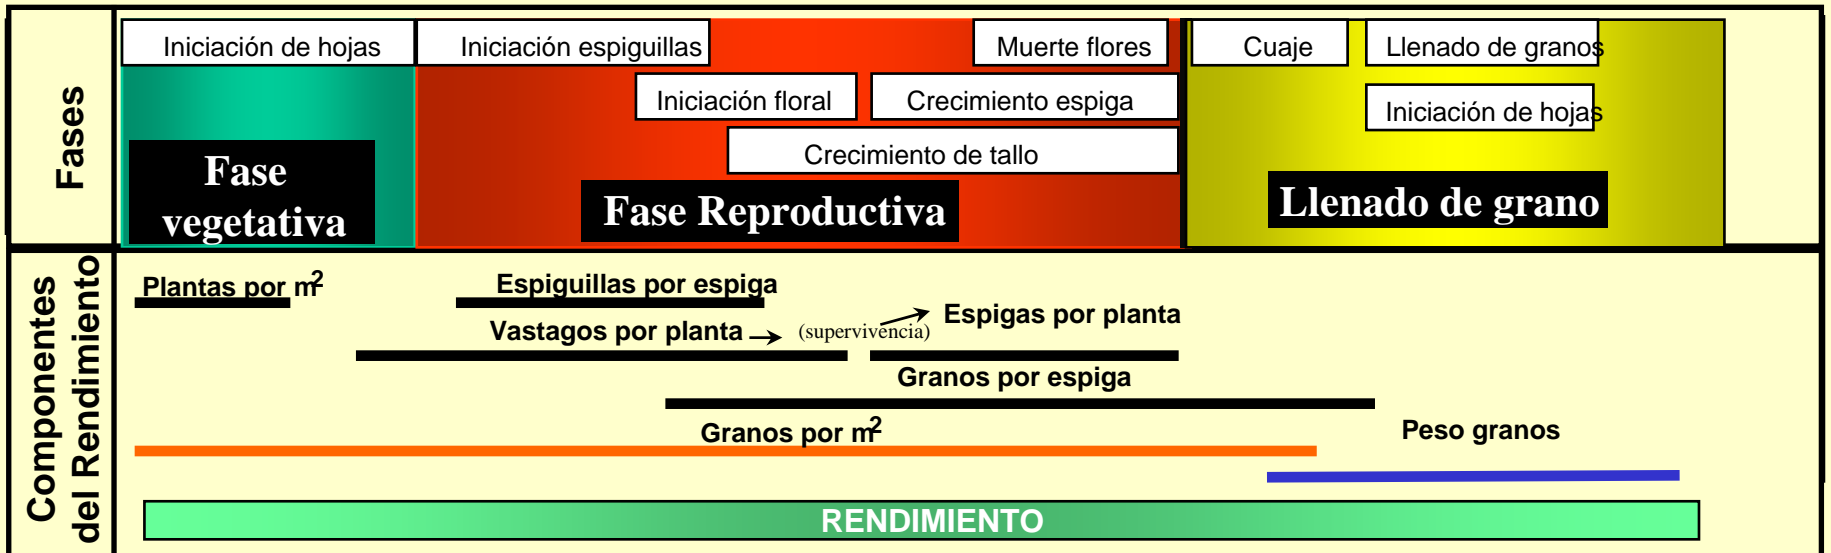 Fases
Iniciación de hojas
Iniciación espiguillas
Muerte flores
Cuaje
Llenado de granos
Iniciación floral
Crecimiento espiga
Iniciación de hojas
Crecimiento de tallo
Fase
vegetativa
Fase Reproductiva
Llenado de grano
Componentes
del Rendimiento
Plantas por m²
Espiguillas por espiga
Vastagos por planta
(supervivencia)
Espigas por planta
Granos por espiga
Granos por m²
Peso granos
RENDIMIENTO